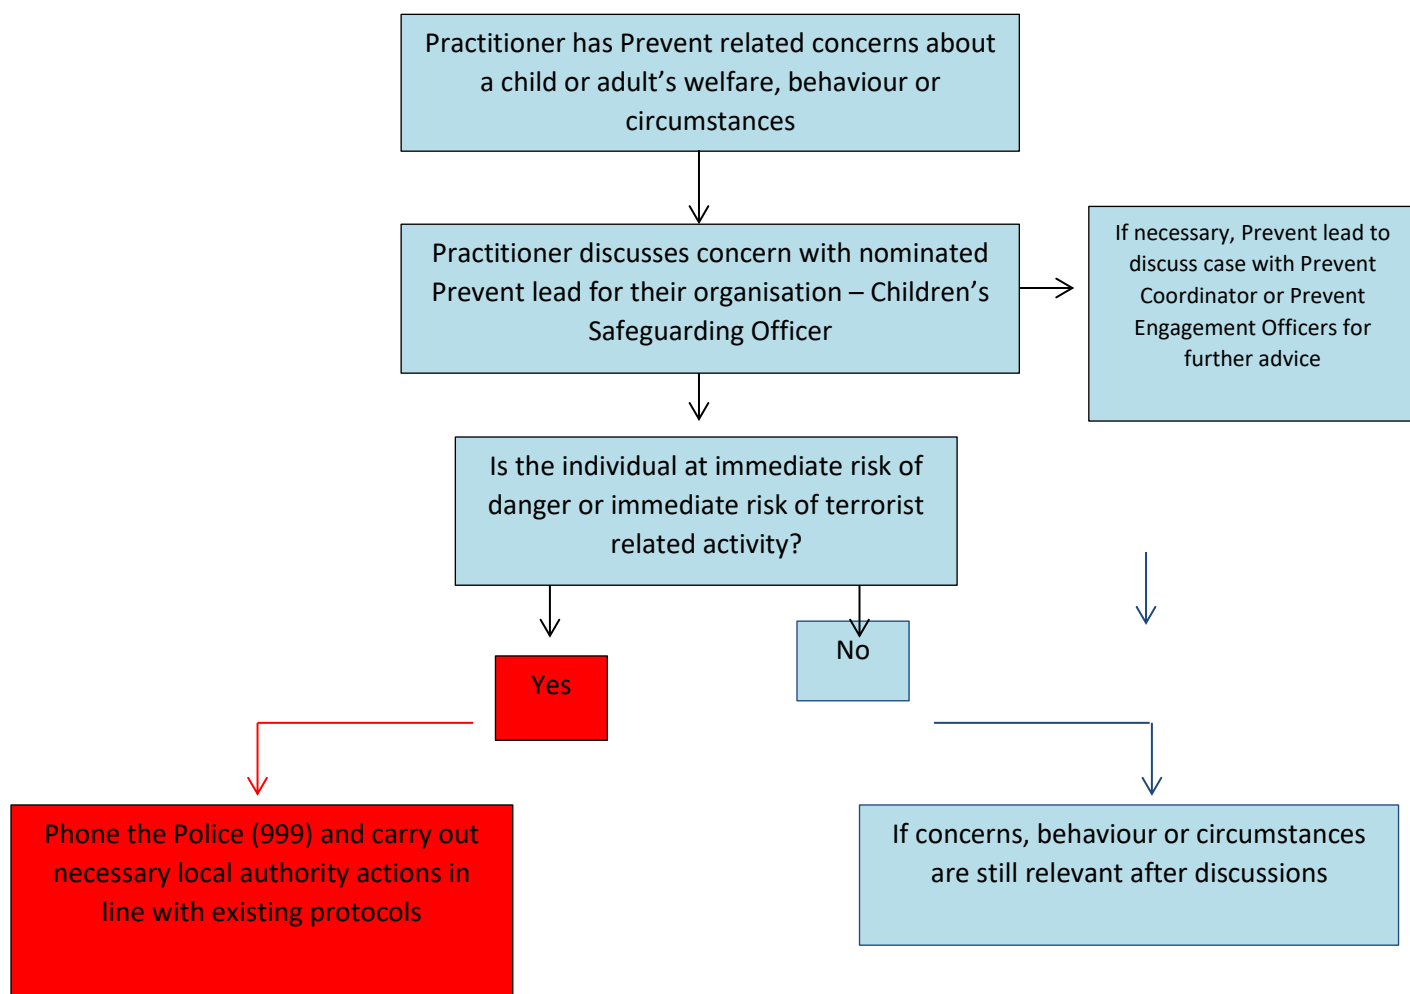 Practitioner has Prevent related concerns about
a child or adult’s welfare, behaviour or
circumstances
Practitioner discusses concern with nominated
Prevent lead for their organisation – Children’s
Safeguarding Officer
If necessary, Prevent lead to
discuss case with Prevent
Coordinator or Prevent
Engagement Officers for
further advice
Is the individual at immediate risk of
danger or immediate risk of terrorist
related activity?
Yes
No
Phone the Police (999) and carry out
necessary local authority actions in
line with existing protocols
If concerns, behaviour or circumstances
are still relevant after discussions